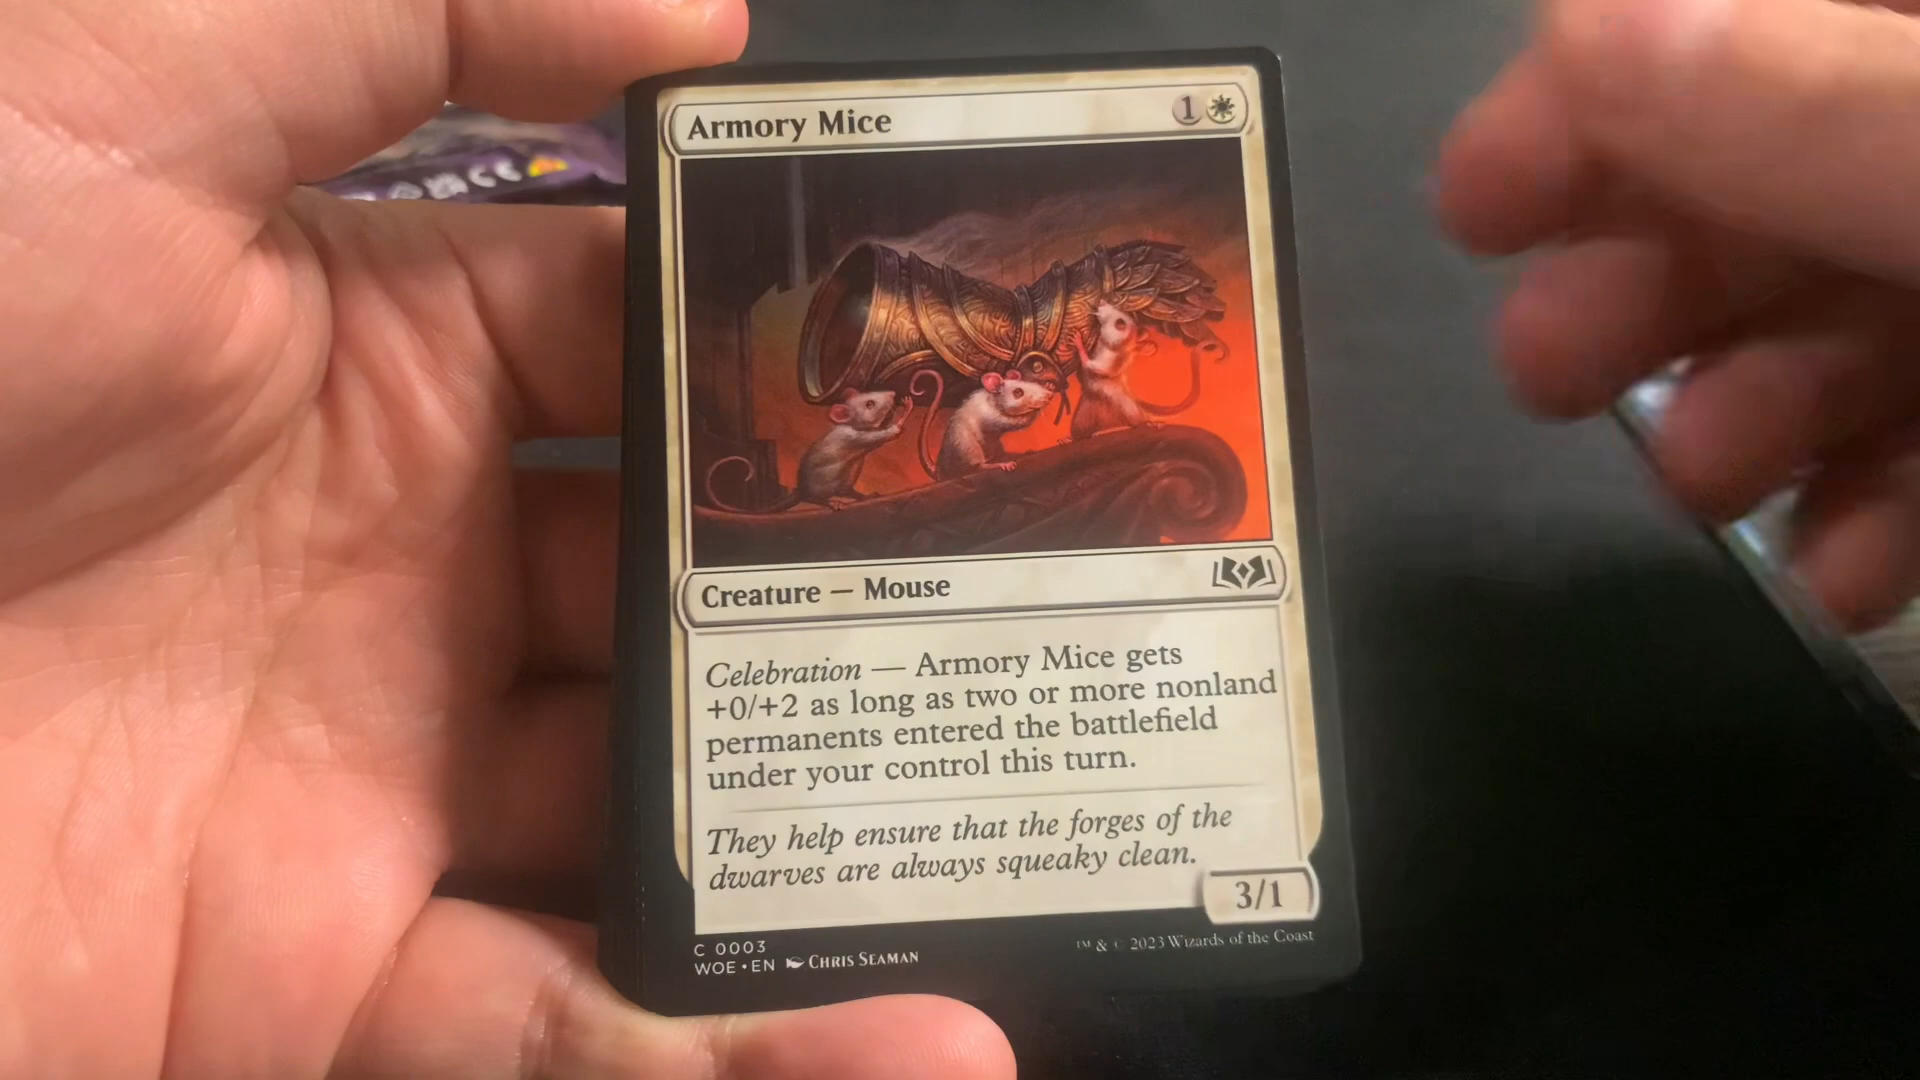 Armory Mice 1
Creature — Mouse
Celebration — Armory Mice gets
+0/+2 as long as two or more nonland
permanents entered the battlefield
under your control this turn.
They help ensure that the forges of the
dwarves are always squeaky clean.
3/1
C 0003
WOE • EN Chris Seaman
™ & © 2023 Wizards of the Coast